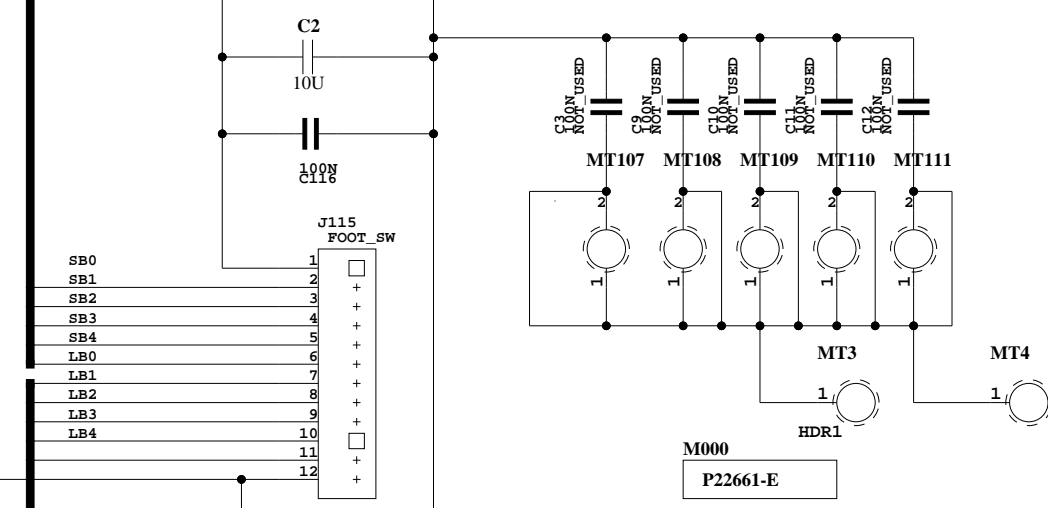 C2
10U
100N
C116
J115
FOOT_SW
SB0
1
SB1
2
SB2
3
SB3
4
SB4
5
LB0
6
LB1
7
LB2
8
LB3
9
LB4
10
11
12
C3
100N
NOT_USED
C9
100N
NOT_USED
C10
100N
NOT_USED
C11
100N
NOT_USED
C12
100N
NOT_USED
MT107
MT108
MT109
MT110
MT111
2
2
2
2
2
1
1
1
1
1
MT3
MT4
1
1
HDR1
M000
P22661-E